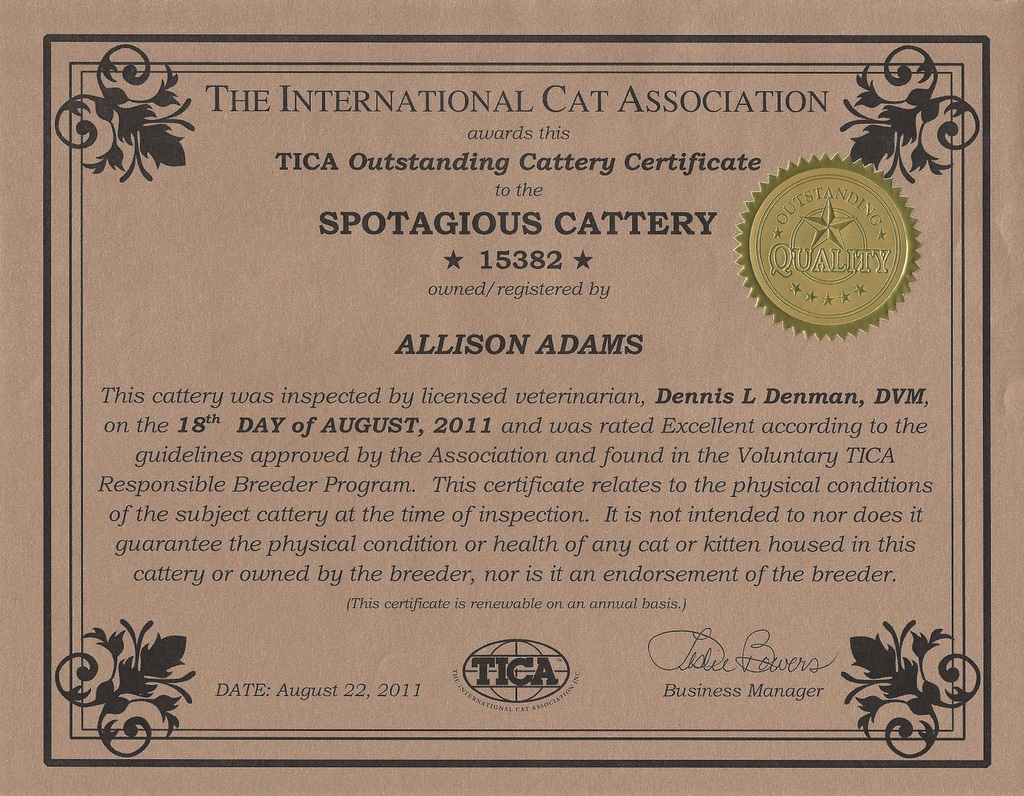 THE INTERNATIONAL CAT ASSOCIATION
awards this
TICA Outstanding Cattery Certificate
to the
SPOTAGIOUS CATTERY
★ 15382 ★
owned/registered by
ALLISON ADAMS
OUTSTANDING
QUALITY
This cattery was inspected by licensed veterinarian, Dennis L Denman, DVM,
on the 18th DAY of AUGUST, 2011 and was rated Excellent according to the
guidelines approved by the Association and found in the Voluntary TICA
Responsible Breeder Program. This certificate relates to the physical conditions
of the subject cattery at the time of inspection. It is not intended to nor does it
guarantee the physical condition or health of any cat or kitten housed in this
cattery or owned by the breeder, nor is it an endorsement of the breeder.
(This certificate is renewable on an annual basis.)
DATE: August 22, 2011
TICA
THE INTERNATIONAL CAT ASSOCIATION INC.
Leslie Bowers
Business Manager